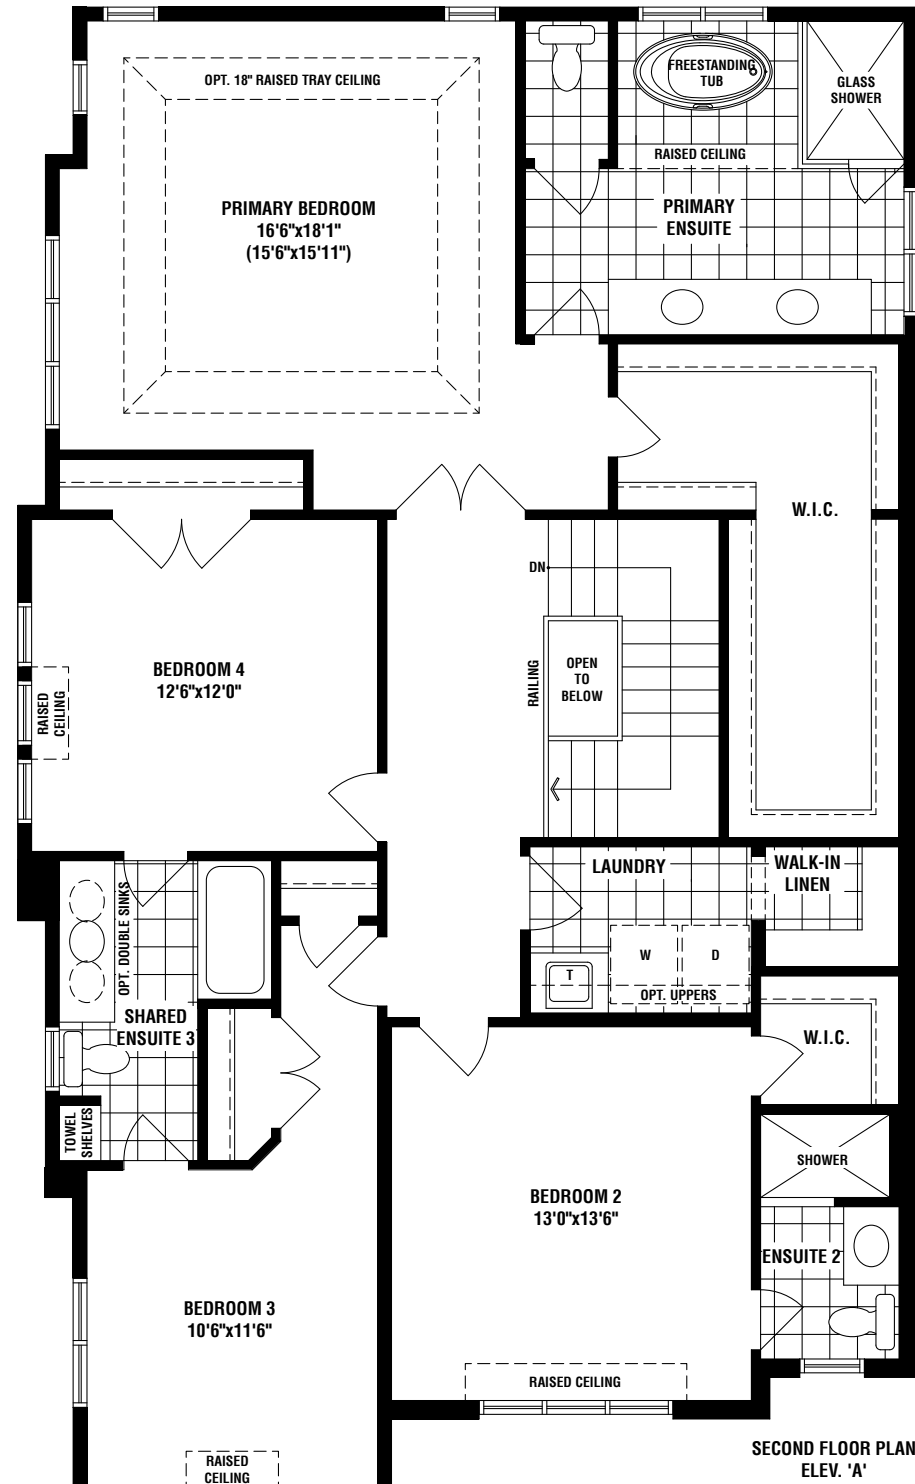 OPT. 18" RAISED TRAY CEILING
FREESTANDING
TUB
GLASS
SHOWER
RAISED CEILING
PRIMARY BEDROOM
16'6"x18'1"
(15'6"x15'11")
PRIMARY
ENSUITE
W.I.C.
DN
BEDROOM 4
12'6"x12'0"
RAISED
CEILING
RAILING
OPEN
TO
BELOW
LAUNDRY
WALK-IN
LINEN
OPT. DOUBLE SINKS
W
D
T
OPT. UPPERS
SHARED
ENSUITE 3
W.I.C.
TOWEL
SHELVES
SHOWER
BEDROOM 2
13'0"x13'6"
ENSUITE 2
BEDROOM 3
10'6"x11'6"
RAISED CEILING
RAISED
CEILING
SECOND FLOOR PLAN
ELEV. 'A'